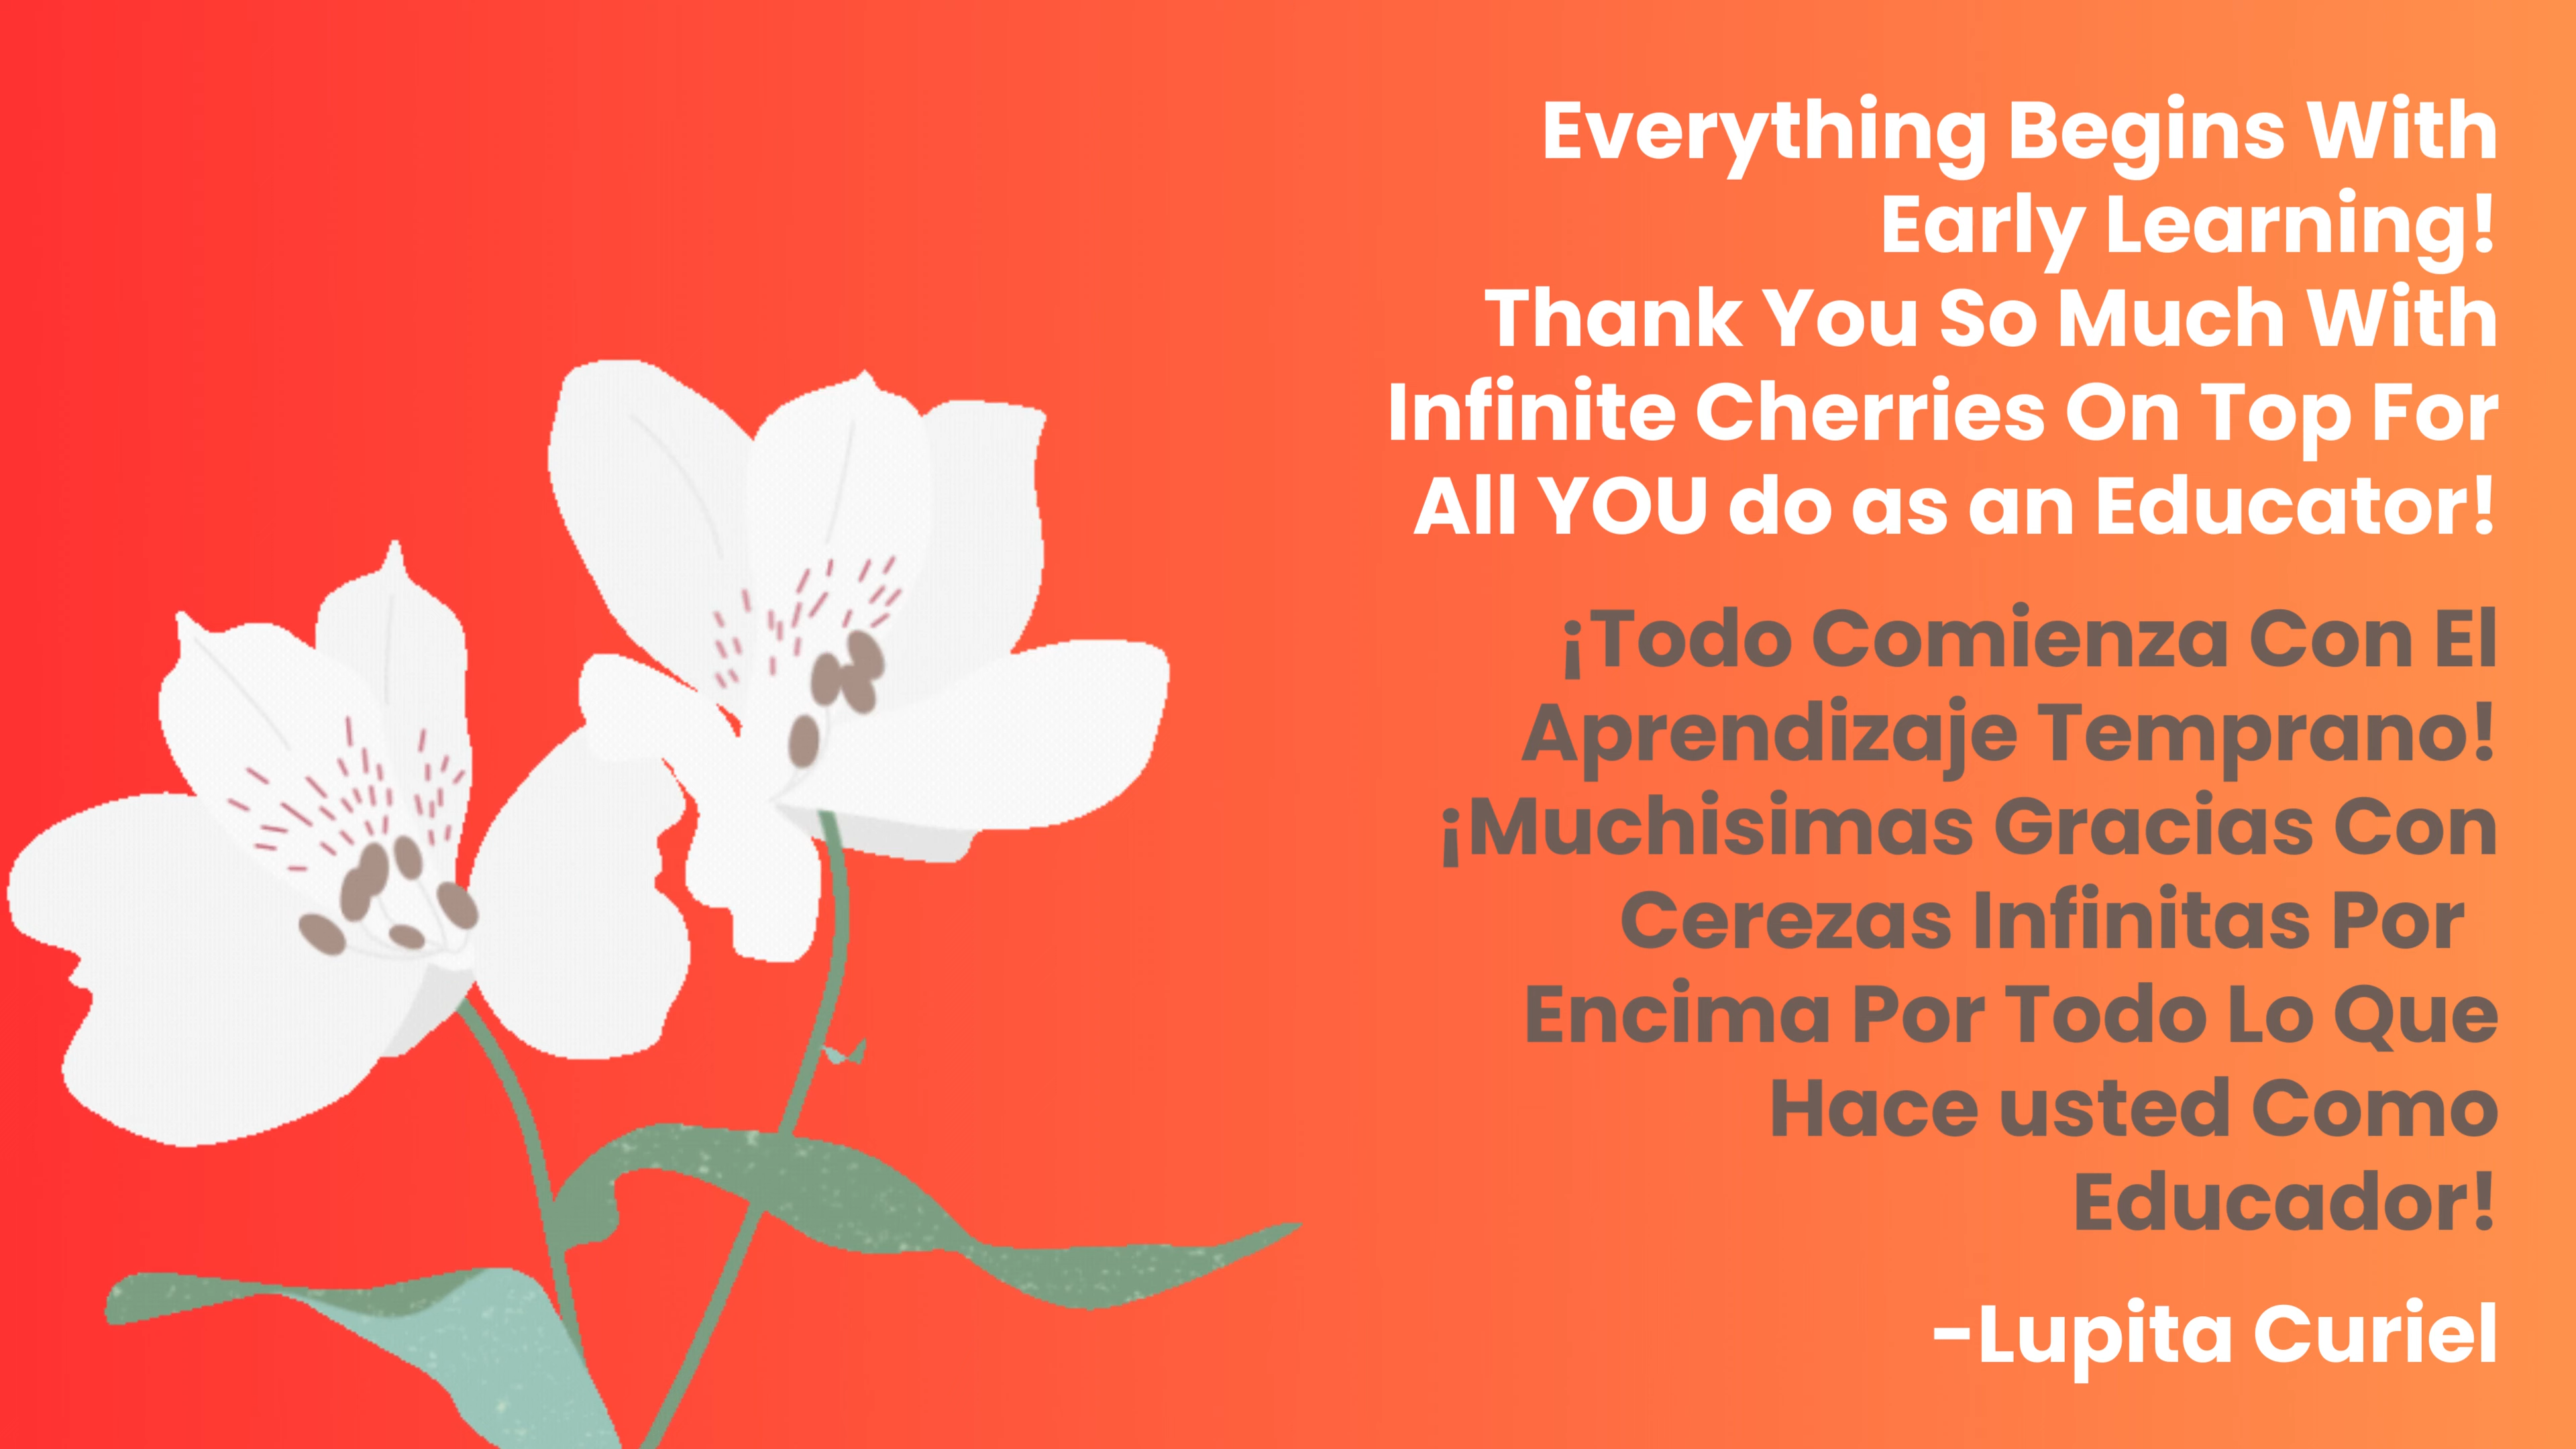 Everything Begins With
Early Learning!
Thank You So Much With
Infinite Cherries On Top For
All YOU do as an Educator!
¡Todo Comienza Con El
Aprendizaje Temprano!
¡Muchisimas Gracias Con
Cerezas Infinitas Por
Encima Por Todo Lo Que
Hace usted Como
Educador!
-Lupita Curiel